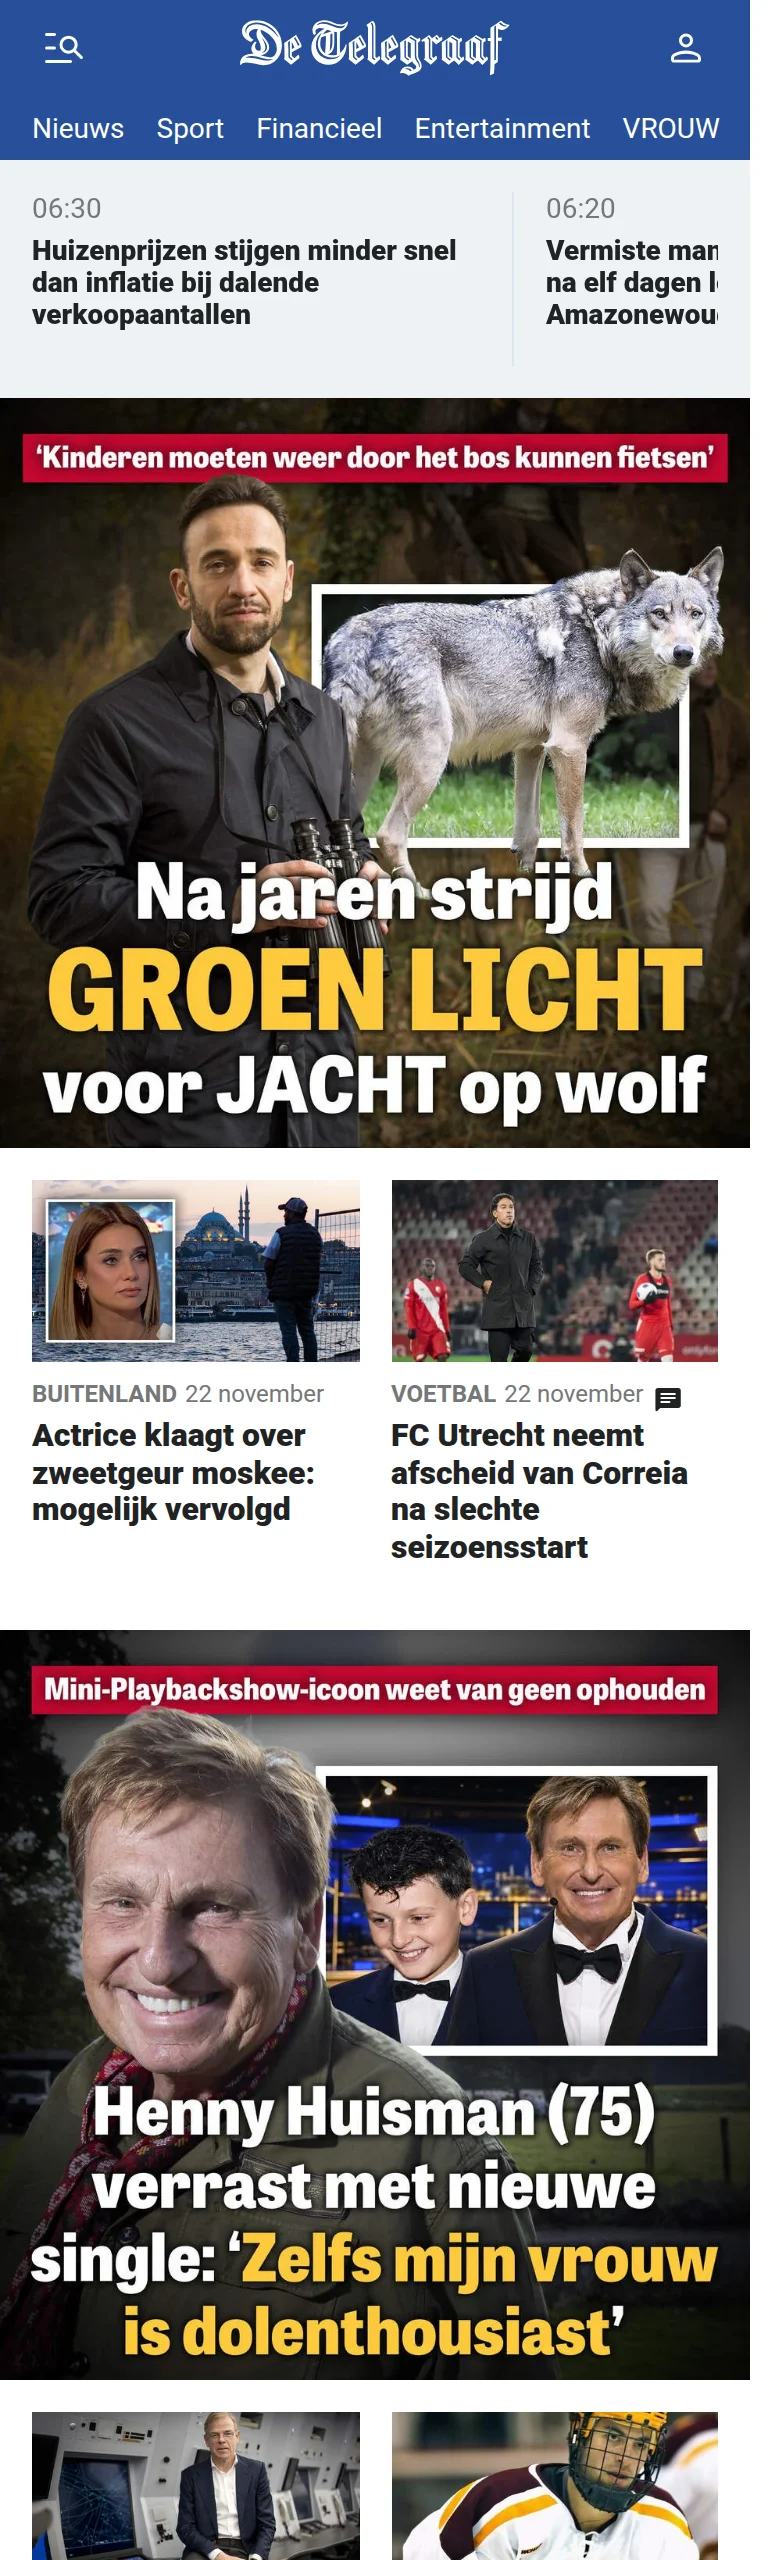 De Telegraaf
Nieuws Sport Financieel Entertainment VROUW
06:30
Huizenprijzen stijgen minder snel
dan inflatie bij dalende
verkoopaantallen
06:20
Vermiste man
na elf dagen
‘Kinderen moeten weer door het bos kunnen fietsen’
Na jaren strijd
GROEN LICHT
voor JACHT op wolf
BUITENLAND 22 november
Actrice klaagt over
zweetgeur moskee:
mogelijk vervolgd
VOETBAL 22 november
FC Utrecht neemt
afscheid van Correia
na slechte
seizoensstart
Mini-Playbackshow-icoon weet van geen ophouden
Henny Huisman (75)
verrast met nieuwe
single: ‘Zelfs mijn vrouw
is dolenthousiast’